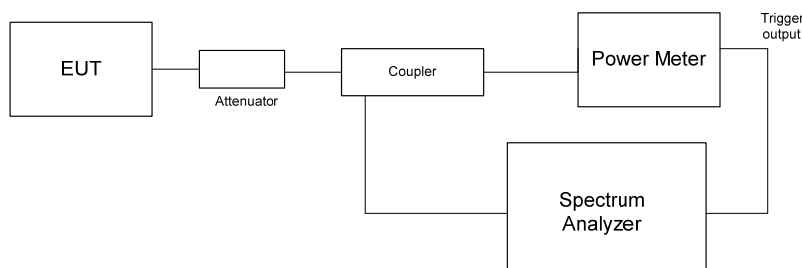 EUT
Attenuator
Coupler
Power Meter
Trigger
output
Spectrum
Analyzer